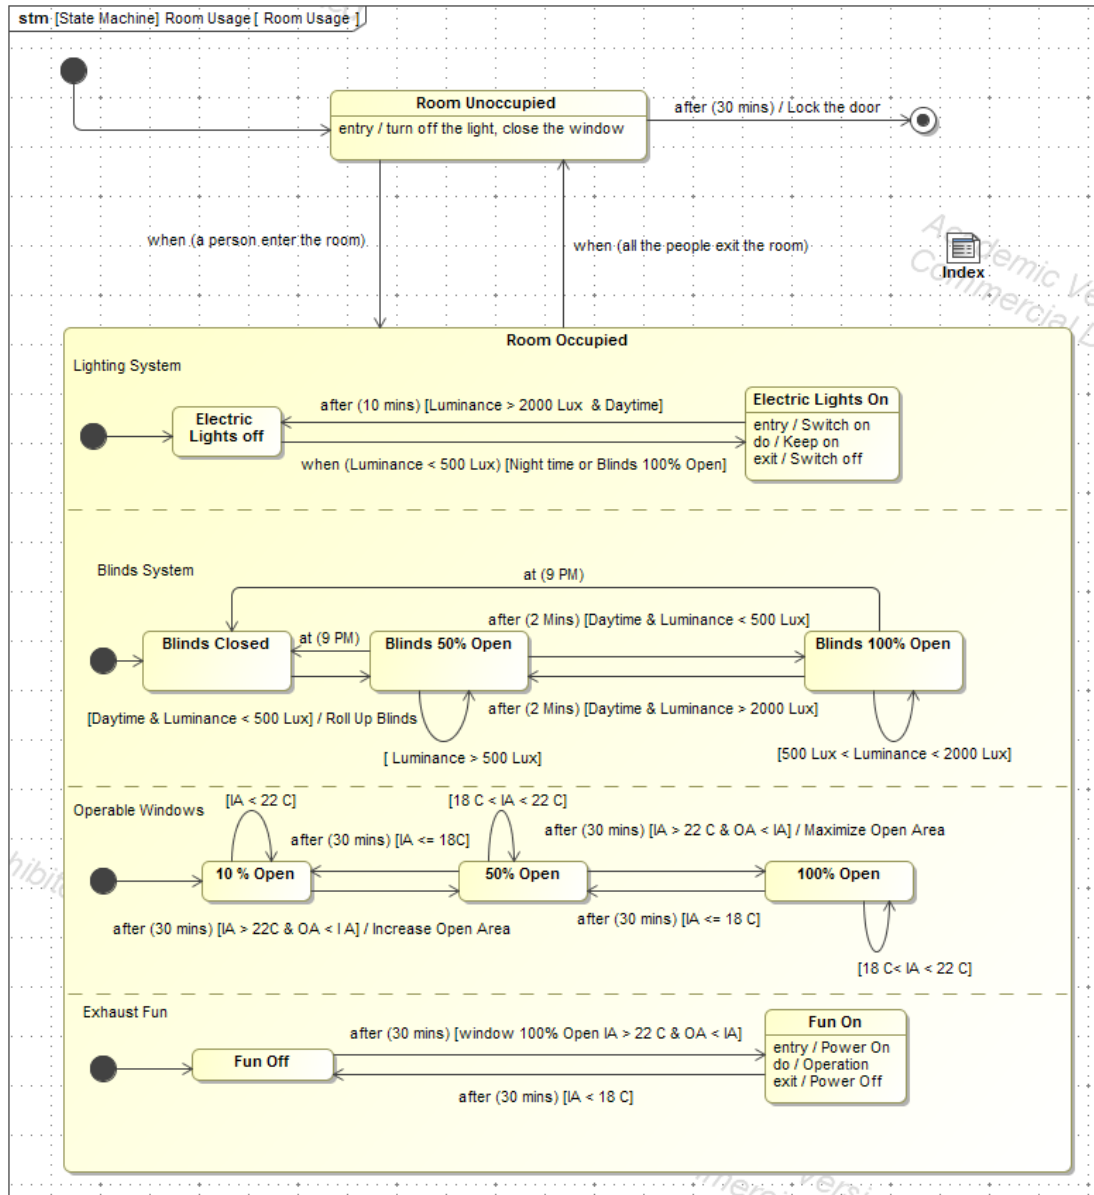 stm [State Machine] Room Usage [ Room Usage ]
Room Unoccupied
entry / turn off the light, close the window
after (30 mins) / Lock the door
when (a person enter the room)
when (all the people exit the room)
Index
Academic Ve
Commercial D
Room Occupied
Lighting System
Electric
Lights off
after (10 mins) [Luminance > 2000 Lux & Daytime]
when (Luminance < 500 Lux) [Night time or Blinds 100% Open]
Electric Lights On
entry / Switch on
do / Keep on
exit / Switch off
Blinds System
at (9 PM)
Blinds Closed
at (9 PM)
Blinds 50% Open
after (2 Mins) [Daytime & Luminance < 500 Lux]
Blinds 100% Open
[Daytime & Luminance < 500 Lux] / Roll Up Blinds
after (2 Mins) [Daytime & Luminance > 2000 Lux]
[ Luminance > 500 Lux]
[500 Lux < Luminance < 2000 Lux]
Operable Windows
[IA < 22 C]
[18 C < IA < 22 C]
after (30 mins) [IA <= 18C]
after (30 mins) [IA > 22 C & OA < IA] / Maximize Open Area
10 % Open
50% Open
100% Open
after (30 mins) [IA > 22C & OA < I A] / Increase Open Area
after (30 mins) [IA <= 18 C]
[18 C< IA < 22 C]
Exhaust Fun
Fun Off
after (30 mins) [window 100% Open IA > 22 C & OA < IA]
after (30 mins) [IA < 18 C]
Fun On
entry / Power On
do / Operation
exit / Power Off